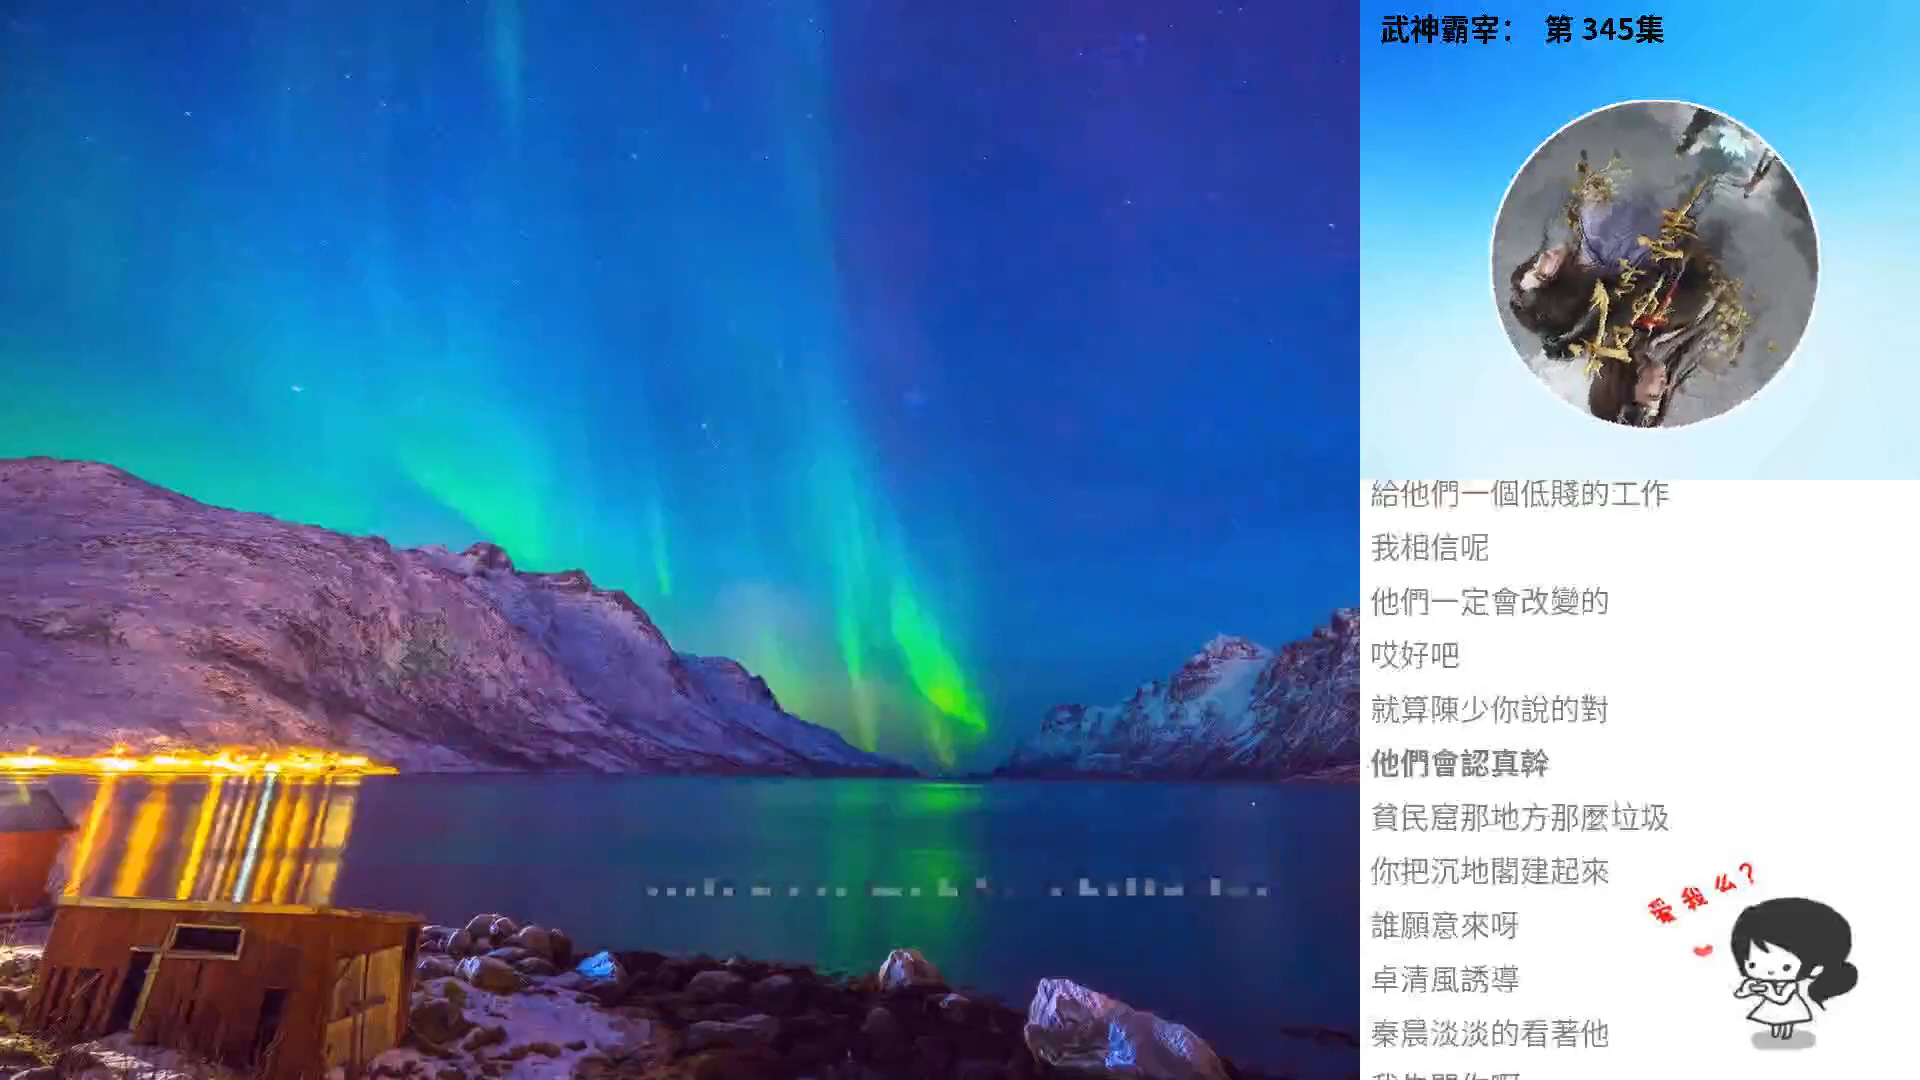 武神霸宰： 第 345集
給他們一個低賤的工作
我相信呢
他們一定會改變的
哎好吧
就算陳少你說的對
他們會認真幹
貧民窟那地方那麼垃圾
你把沉地閣建起來
誰願意來呀
卓清風誘導
秦晨淡淡的看著他
爱我么？